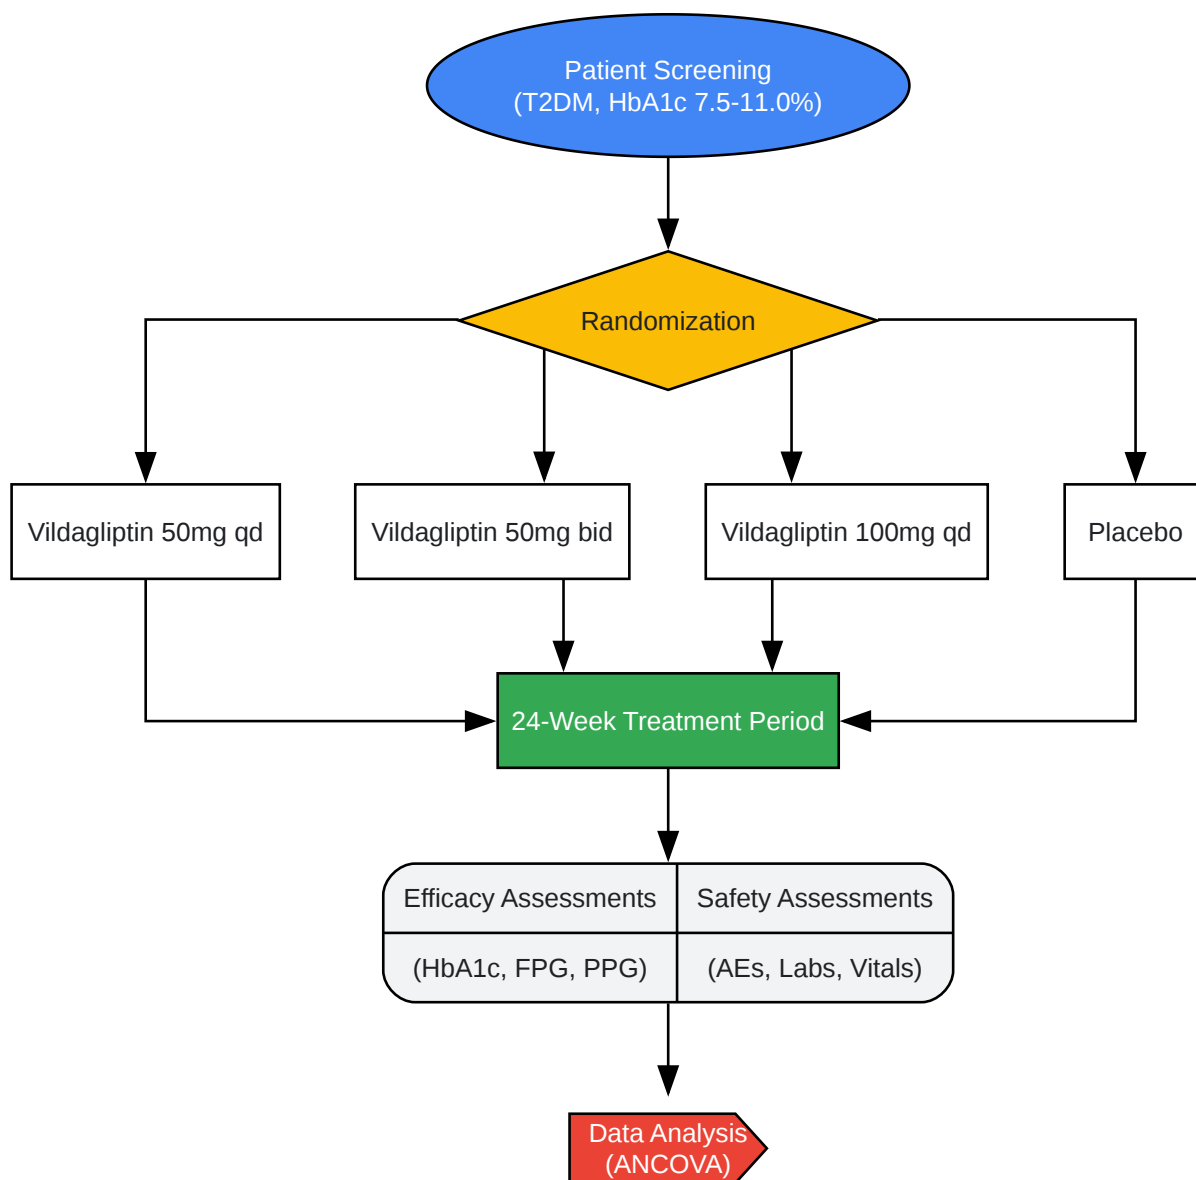 Patient Screening
(T2DM, HbA1c 7.5-11.0%)
Randomization
Vildagliptin 50mg qd
Vildagliptin 50mg bid
Vildagliptin 100mg qd
Placebo
24-Week Treatment Period
Efficacy Assessments
Safety Assessments
(HbA1c, FPG, PPG)
(AEs, Labs, Vitals)
Data Analysis
(ANCOVA)